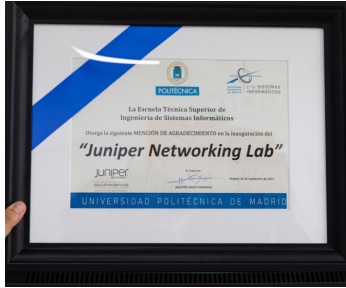 POLITÉCNICA
E.T.S.I. SISTEMAS
INFORMÁTICOS
La Escuela Técnica Superior de
Ingeniería de Sistemas Informáticos
Otorga la siguiente MENCIÓN DE AGRADECIMIENTO en la inauguración del
“Juniper Networking Lab”
JUNIPER
UNIVERSIDAD POLITÉCNICA DE MADRID